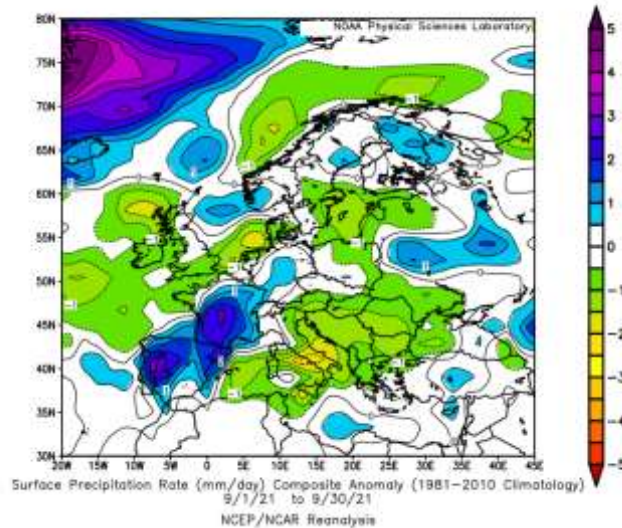 NOAA Physical Sciences Laboratory
80N
75N
70N
65N
60N
55N
50N
45N
40N
35N
30N
20W 15W 10W 5W 0 5E 10E 15E 20E 25E 30E 35E 40E 45E
5
4
3
2
1
0
-1
-2
-3
-4
-5
Surface Precipitation Rate (mm/day) Composite Anomaly (1981-2010 Climatology)
9/1/21 to 9/30/21
NCEP/NCAR Reanalysis